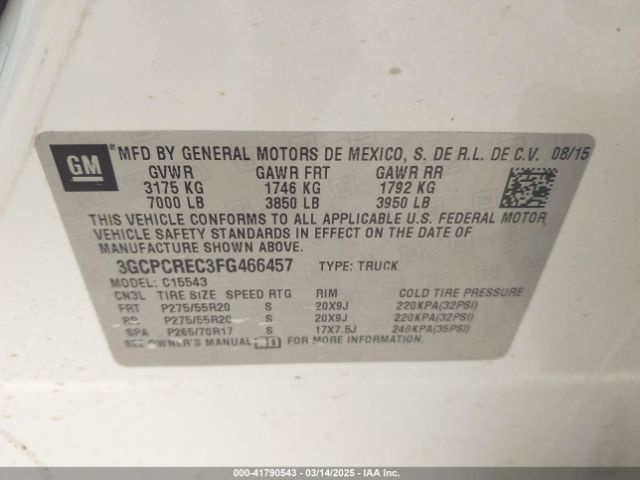 GM ® MFD BY GENERAL MOTORS DE MEXICO, S. DE R.L. DE C.V. 08/15
GVWR GAWR FRT GAWR RR
3175 KG 1746 KG 1792 KG
7000 LB 3850 LB 3950 LB
THIS VEHICLE CONFORMS TO ALL APPLICABLE U.S. FEDERAL MOTOR
VEHICLE SAFETY STANDARDS IN EFFECT ON THE DATE OF
MANUFACTURE SHOWN ABOVE.
3GCPCREC3FG466457 TYPE: TRUCK
MODEL: C15543
CN3L TIRE SIZE SPEED RTG RIM COLD TIRE PRESSURE
FRT P275/55R20 S 20X9J 220KPA(32PSI)
RR P275/55R20 S 20X9J 220KPA(32PSI)
SPA P265/70R17 S 17X7.5J 240KPA(35PSI)
SEE OWNER'S MANUAL FOR MORE INFORMATION.
000-41790543 / 03/14/2025 - IAA Inc.